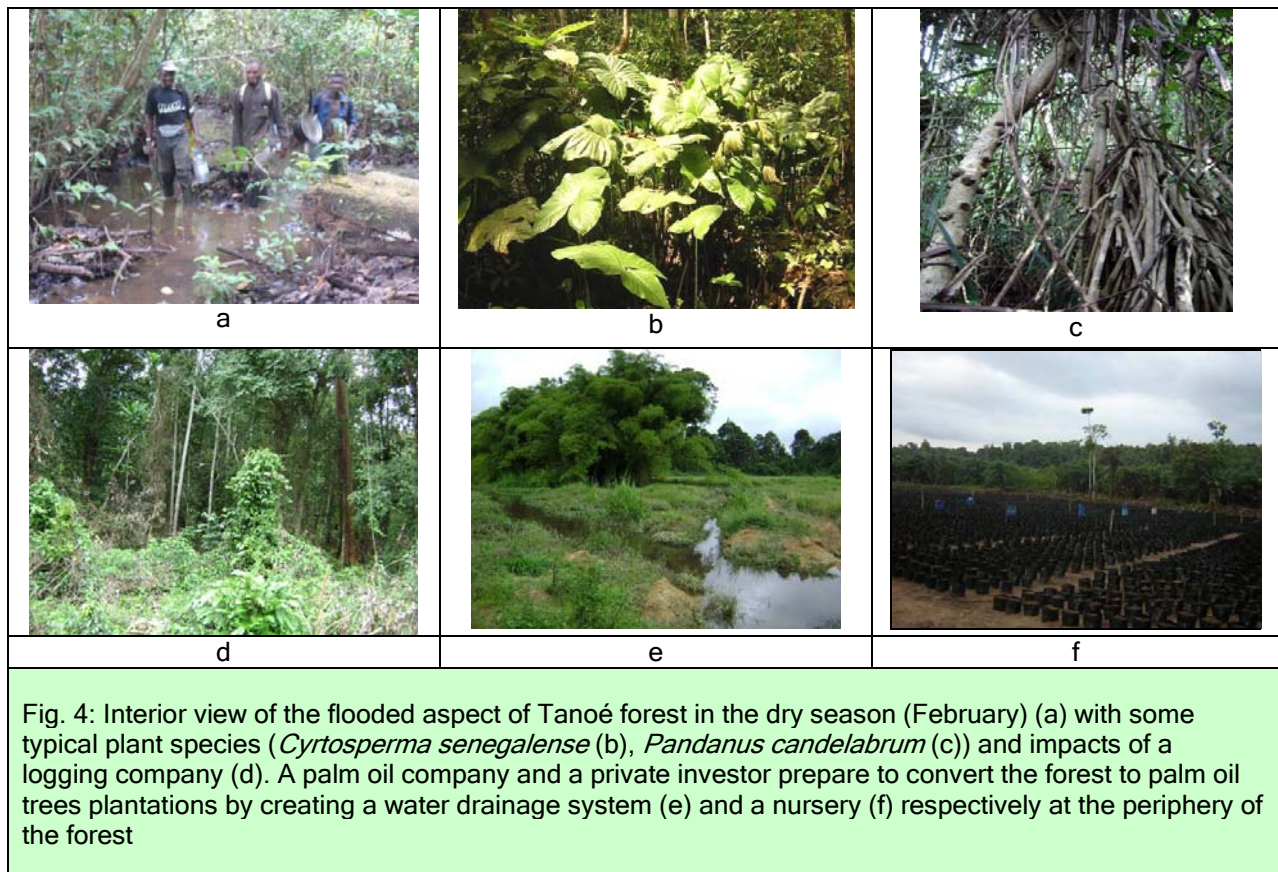 a
b
c
d
e
f
Fig. 4: Interior view of the flooded aspect of Tanoé forest in the dry season (February) (a) with some
typical plant species (Cyrtosperma senegalense (b), Pandanus candelabrum (c)) and impacts of a
logging company (d). A palm oil company and a private investor prepare to convert the forest to palm oil
trees plantations by creating a water drainage system (e) and a nursery (f) respectively at the periphery of
the forest